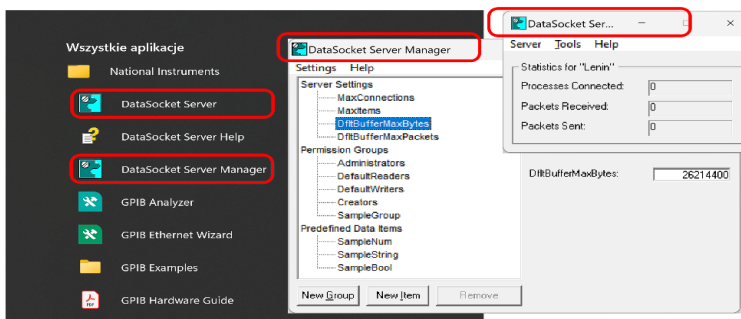 Wszystkie aplikacje
National Instruments
DataSocket Server
DataSocket Server Help
DataSocket Server Manager
GPIB Analyzer
GPIB Ethernet Wizard
GPIB Examples
GPIB Hardware Guide
DataSocket Server Manager
Settings Help
Server Settings
MaxConnections
MaxItems
DfltBufferMaxBytes
DfltBufferMaxPackets
Permission Groups
Administrators
DefaultReaders
DefaultWriters
Creators
SampleGroup
Predefined Data Items
SampleNum
SampleString
SampleBool
New Group New Item Remove
DataSocket Ser...
Server Tools Help
Statistics for "Lenin"
Processes Connected: 0
Packets Received: 0
Packets Sent: 0
DfltBufferMaxBytes: 26214400